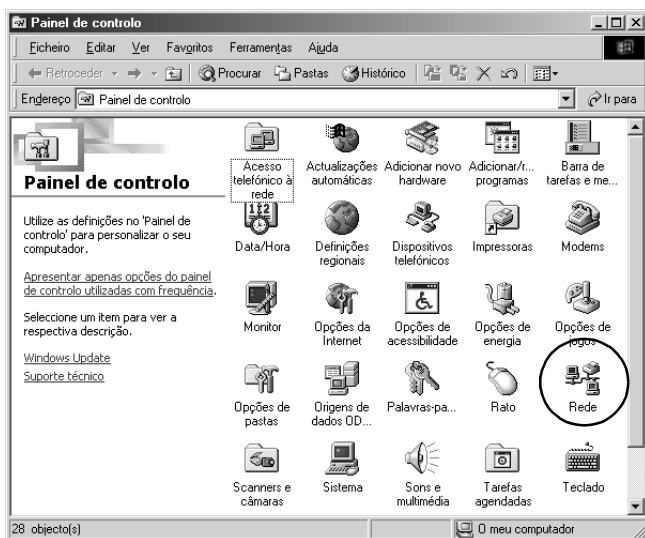 Painel de controlo
Ficheiro Editar Ver Favoritos Ferramentas Ajuda
Retroceder Procurar Pastas Histórico
Endereço Painel de controlo Ir para
Painel de controlo
Utilize as definições no 'Painel de
controlo' para personalizar o seu
computador.
Apresentar apenas opções do painel
de controlo utilizadas com frequência.
Seleccione um item para ver a
respectiva descrição.
Windows Update
Suporte técnico
Acesso
telefónico à
rede
Actualizações
automáticas
Adicionar novo
hardware
Adicionar/r...
programas
Barra de
tarefas e me...
Data/Hora
Definições
regionais
Dispositivos
telefónicos
Impressoras
Modems
Monitor
Opções da
Internet
Opções de
acessibilidade
Opções de
energia
Opções de
jogos
Opções de
pastas
Origens de
dados OD...
Palavras-pa...
Rato
Rede
Scanners e
câmaras
Sistema
Sons e
multimédia
Tarefas
agendadas
Teclado
28 objecto(s) O meu computador